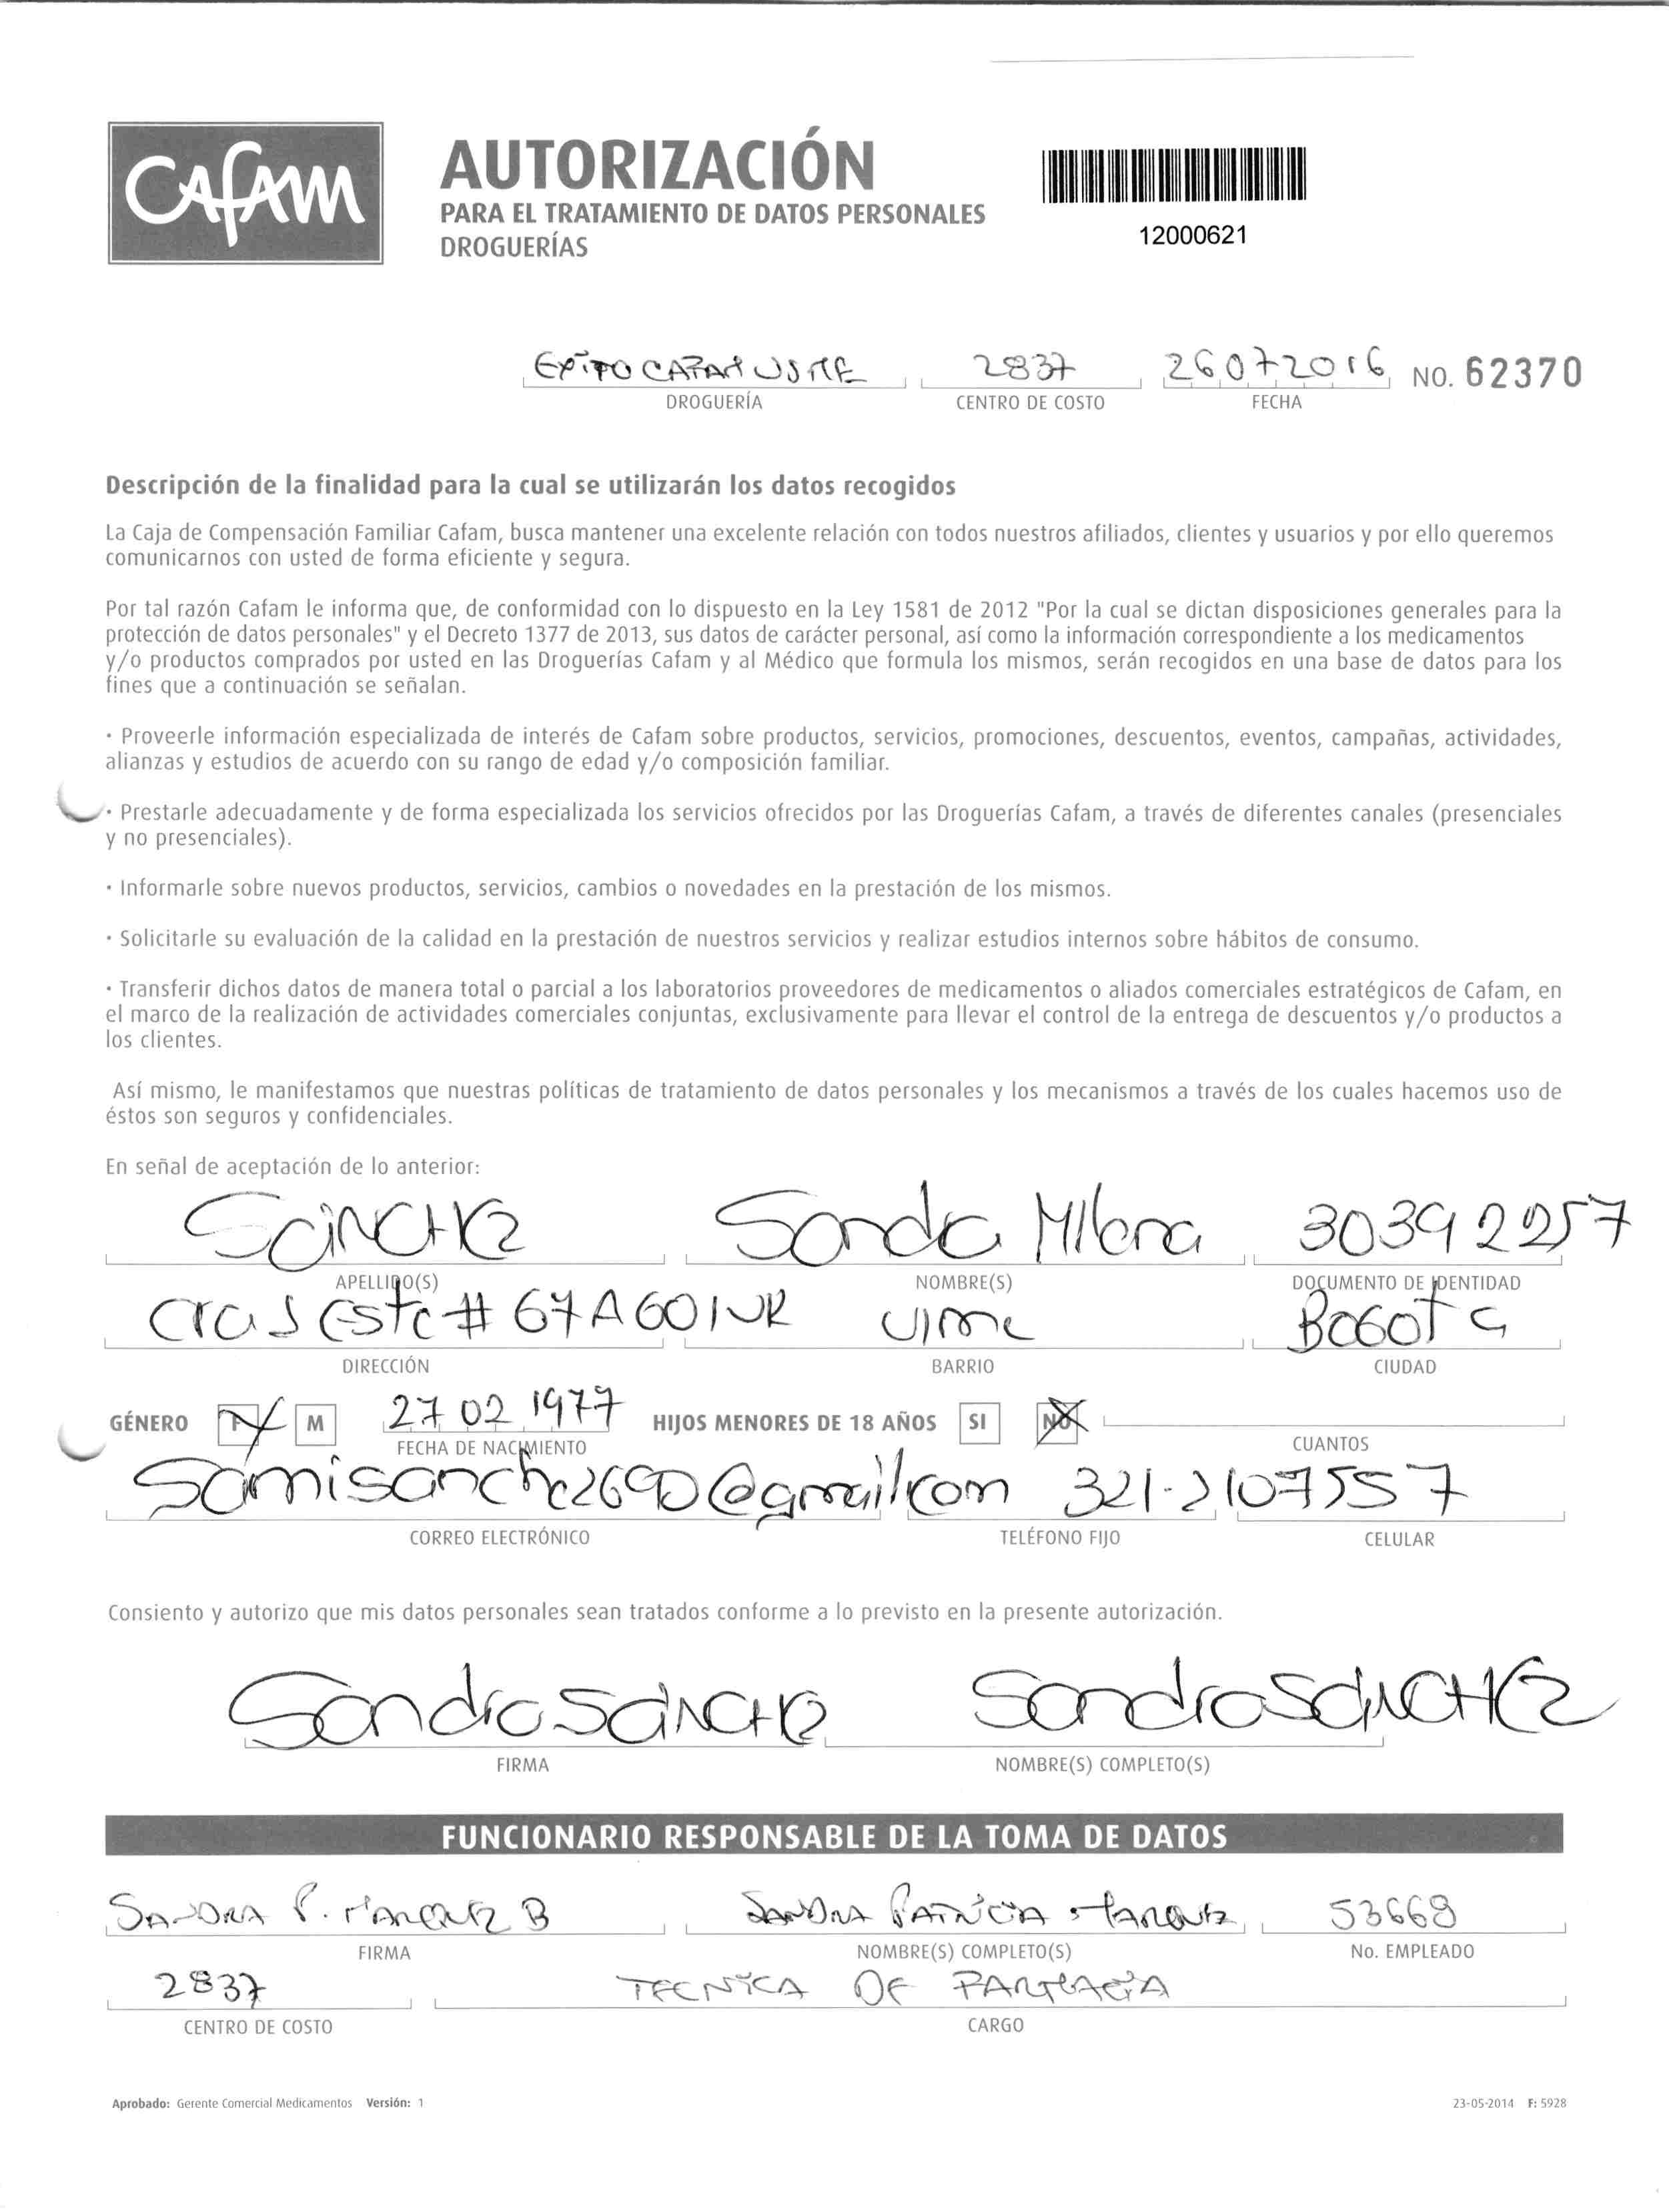 CAFAM
AUTORIZACIÓN
PARA EL TRATAMIENTO DE DATOS PERSONALES
DROGUERÍAS
12000621
EXITO CAFAM USME 2837 26072016 NO. 62370
DROGUERÍA CENTRO DE COSTO FECHA
Descripción de la finalidad para la cual se utilizarán los datos recogidos
La Caja de Compensación Familiar Cafam, busca mantener una excelente relación con todos nuestros afiliados, clientes y usuarios y por ello queremos
comunicarnos con usted de forma eficiente y segura.
Por tal razón Cafam le informa que, de conformidad con lo dispuesto en la Ley 1581 de 2012 "Por la cual se dictan disposiciones generales para la
protección de datos personales" y el Decreto 1377 de 2013, sus datos de carácter personal, así como la información correspondiente a los medicamentos
y/o productos comprados por usted en las Droguerías Cafam y al Médico que formula los mismos, serán recogidos en una base de datos para los
fines que a continuación se señalan.
· Proveerle información especializada de interés de Cafam sobre productos, servicios, promociones, descuentos, eventos, campañas, actividades,
alianzas y estudios de acuerdo con su rango de edad y/o composición familiar.
· Prestarle adecuadamente y de forma especializada los servicios ofrecidos por las Droguerías Cafam, a través de diferentes canales (presenciales
y no presenciales).
· Informarle sobre nuevos productos, servicios, cambios o novedades en la prestación de los mismos.
· Solicitarle su evaluación de la calidad en la prestación de nuestros servicios y realizar estudios internos sobre hábitos de consumo.
· Transferir dichos datos de manera total o parcial a los laboratorios proveedores de medicamentos o aliados comerciales estratégicos de Cafam, en
el marco de la realización de actividades comerciales conjuntas, exclusivamente para llevar el control de la entrega de descuentos y/o productos a
los clientes.
Así mismo, le manifestamos que nuestras políticas de tratamiento de datos personales y los mecanismos a través de los cuales hacemos uso de
éstos son seguros y confidenciales.
En señal de aceptación de lo anterior:
SáNCHEZ Sandra Milena 30392257
APELLIDO(S) NOMBRE(S) DOCUMENTO DE IDENTIDAD
Cra 5 Este # 67A60 Bogota
DIRECCIÓN BARRIO CIUDAD
GÉNERO F M 27 02 1977 HIJOS MENORES DE 18 AÑOS SI NO
FECHA DE NACIMIENTO CUANTOS
@gmail.com 321-2107557
CORREO ELECTRÓNICO TELÉFONO FIJO CELULAR
Consiento y autorizo que mis datos personales sean tratados conforme a lo previsto en la presente autorización.
Sandra SáNCHEZ Sandra SáNCHEZ
FIRMA NOMBRE(S) COMPLETO(S)
FUNCIONARIO RESPONSABLE DE LA TOMA DE DATOS
SANDRA P. MARQUEZ B SANDRA PATRICIA MARQUEZ 53668
FIRMA NOMBRE(S) COMPLETO(S) No. EMPLEADO
2837 TECNICA DE FARMACIA
CENTRO DE COSTO CARGO
Aprobado: Gerente Comercial Medicamentos Versión: 1 23-05-2014 F: 5928